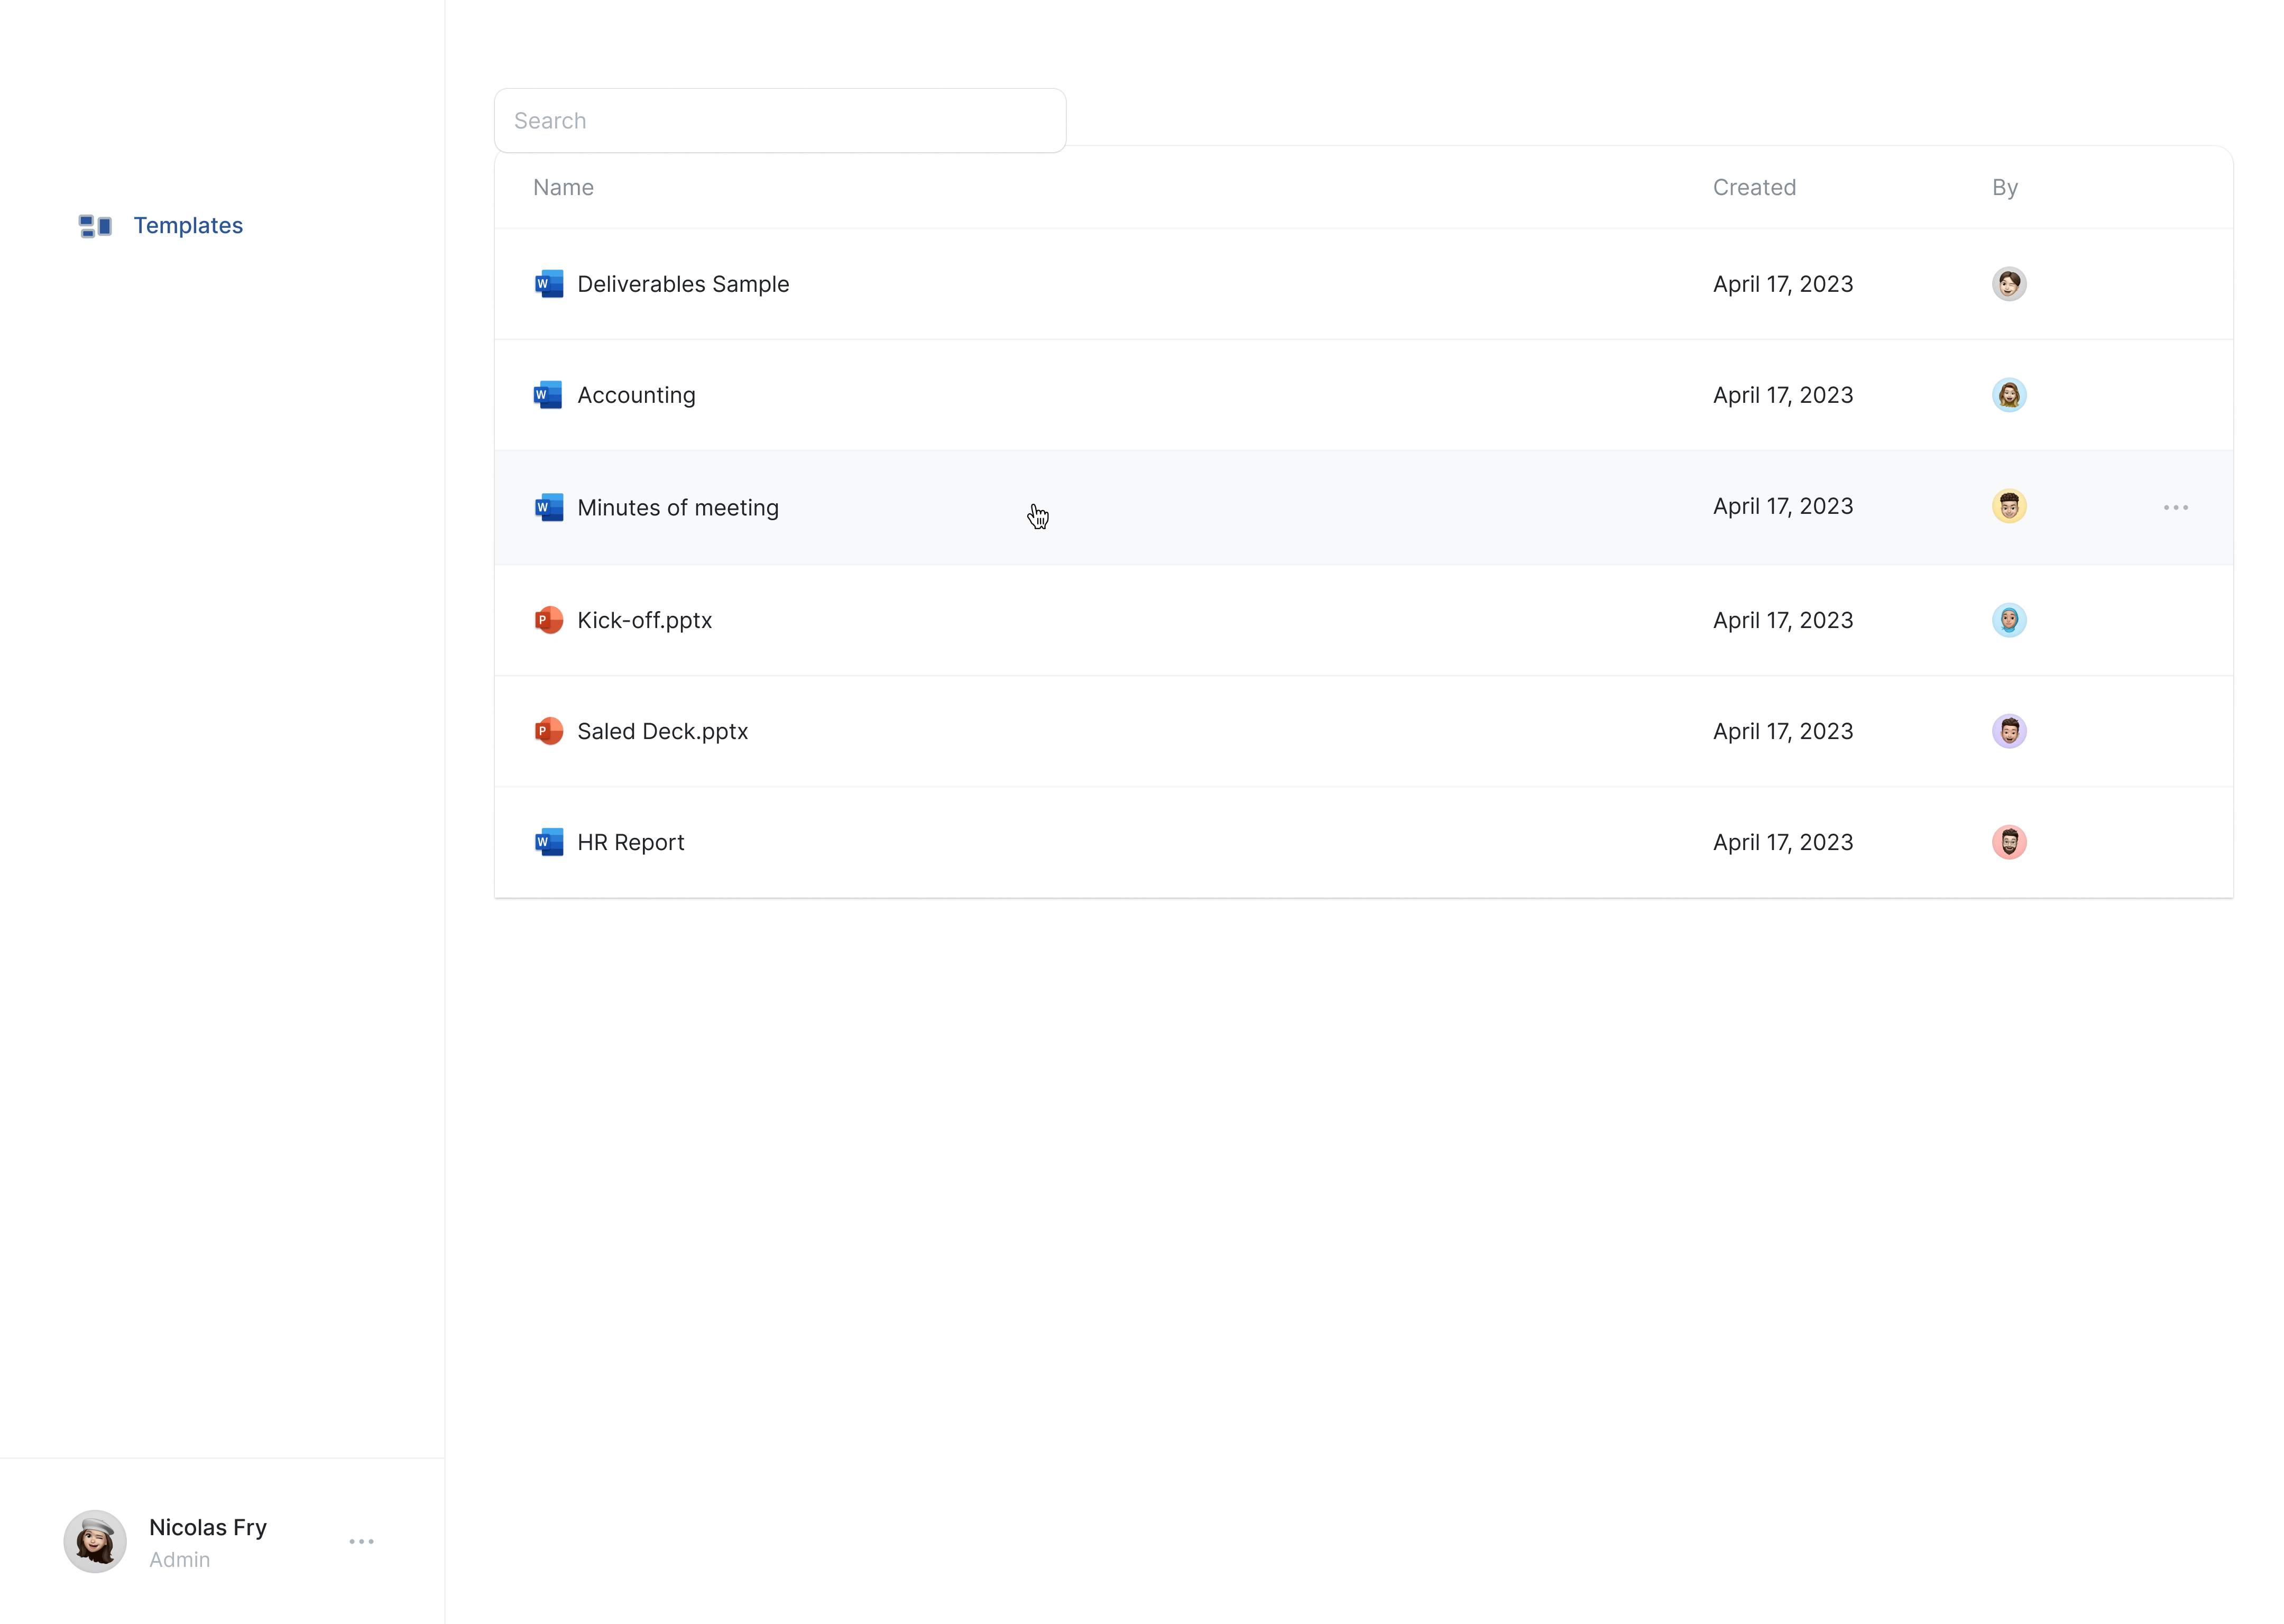 Search
Name Created By
Templates
W Deliverables Sample April 17, 2023
W Accounting April 17, 2023
W Minutes of meeting April 17, 2023
P Kick-off.pptx April 17, 2023
P Saled Deck.pptx April 17, 2023
W HR Report April 17, 2023
Nicolas Fry
Admin